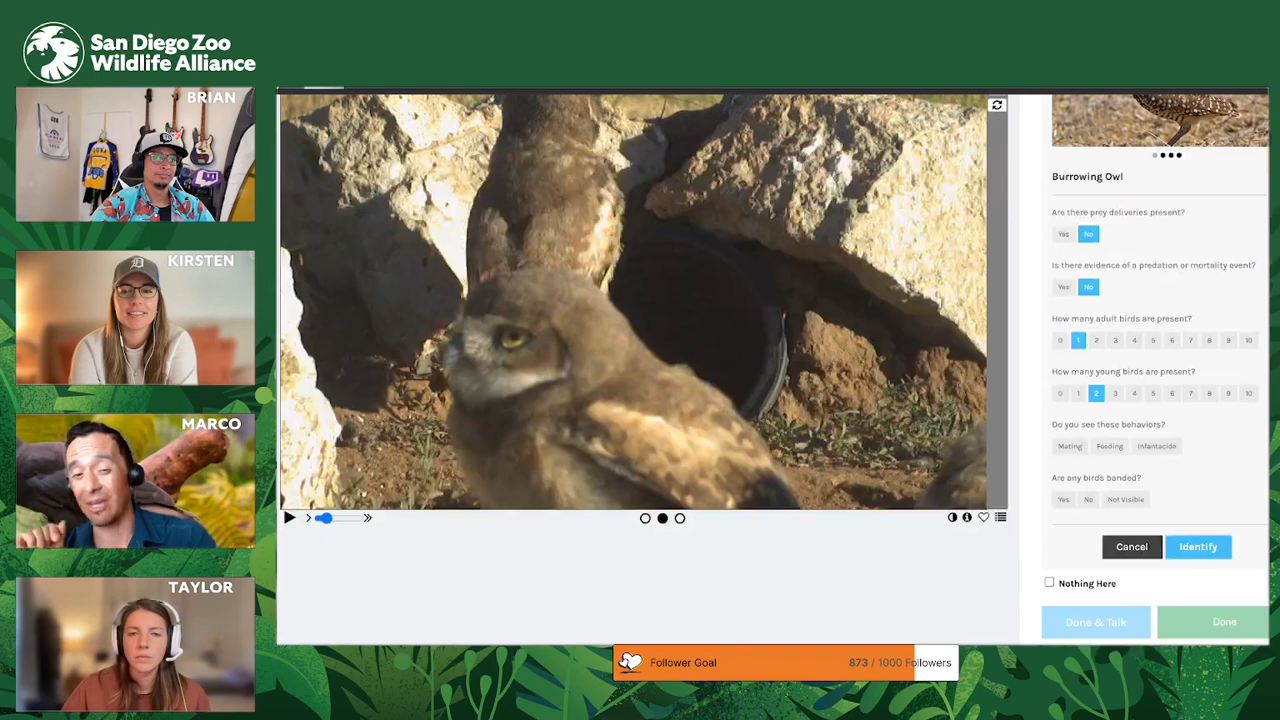 San Diego Zoo
Wildlife Alliance
BRIAN
KIRSTEN
MARCO
TAYLOR
Burrowing Owl
Are there prey deliveries present?
Yes No
Is there evidence of a predation or mortality event?
Yes No
How many adult birds are present?
0 1 2 3 4 5 6 7 8 9 10
How many young birds are present?
0 1 2 3 4 5 6 7 8 9 10
Do you see these behaviors?
Mating Feeding Infantacide
Are any birds banded?
Yes No Not Visible
Cancel Identify
Nothing Here
Done & Talk Done
Follower Goal 873 / 1000 Followers